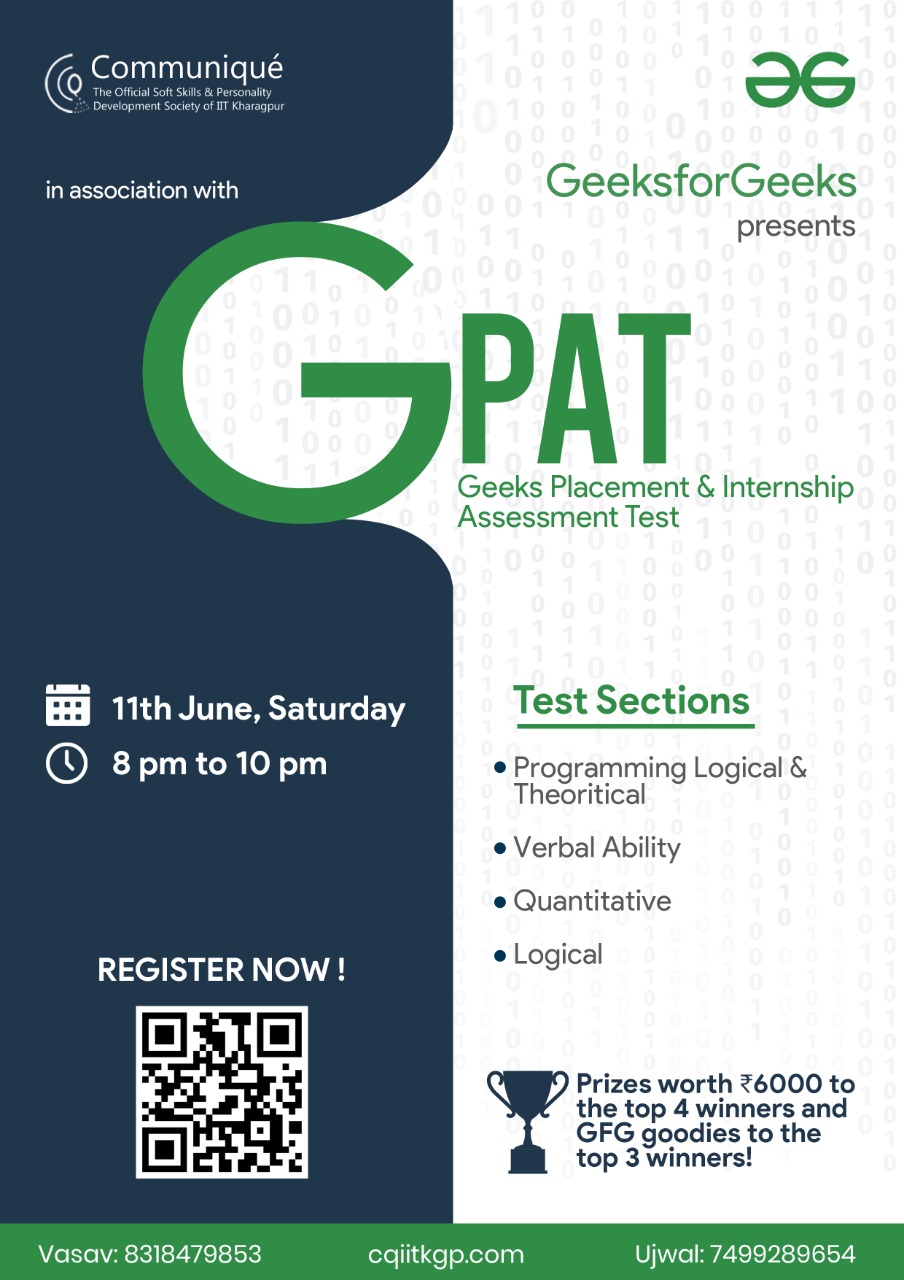 Communiqué
The Official Soft Skills & Personality
Development Society of IIT Kharagpur
in association with
GeeksforGeeks
presents
GPAT
Geeks Placement & Internship
Assessment Test
11th June, Saturday
8 pm to 10 pm
REGISTER NOW !
Test Sections
Programming Logical &
Theoritical
Verbal Ability
Quantitative
Logical
Prizes worth ₹6000 to
the top 4 winners and
GFG goodies to the
top 3 winners!
Vasav: 8318479853
cqiitkgp.com
Ujwal: 7499289654